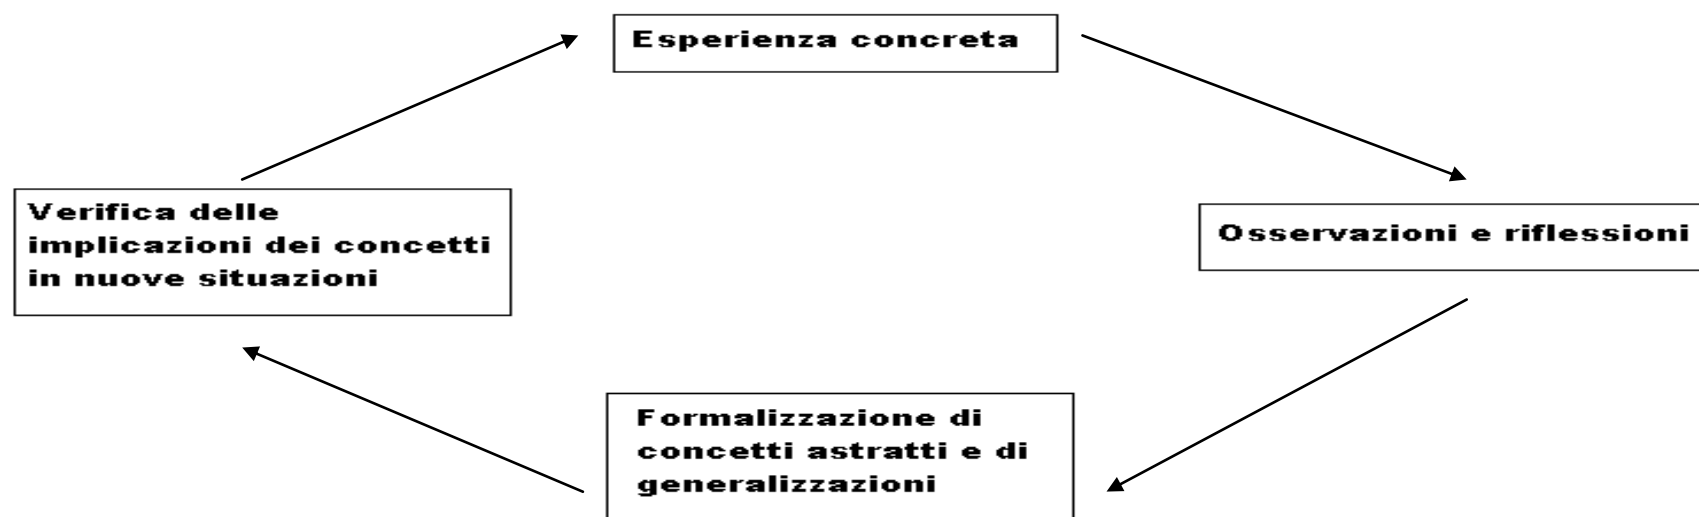 Esperienza concreta
Osservazioni e riflessioni
Formalizzazione di
concetti astratti e di
generalizzazioni
Verifica delle
implicazioni dei concetti
in nuove situazioni